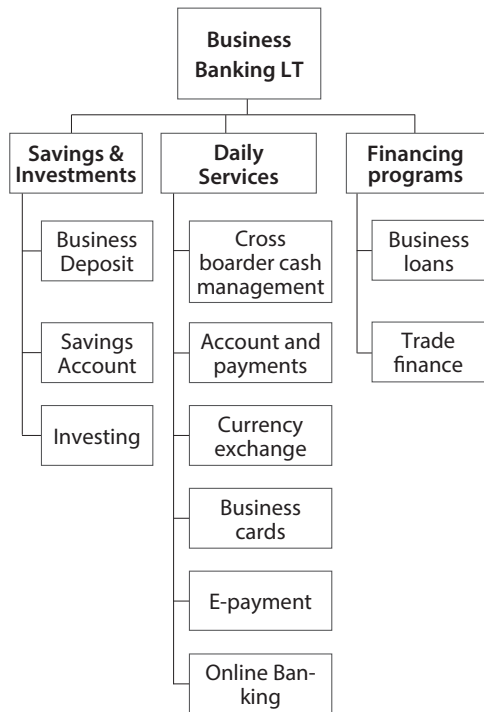 Business
Banking LT
Savings &
Investments
Business
Deposit
Savings
Account
Investing
Daily
Services
Cross
boarder cash
management
Account and
payments
Currency
exchange
Business
cards
E-payment
Online Ban-
king
Financing
programs
Business
loans
Trade
finance